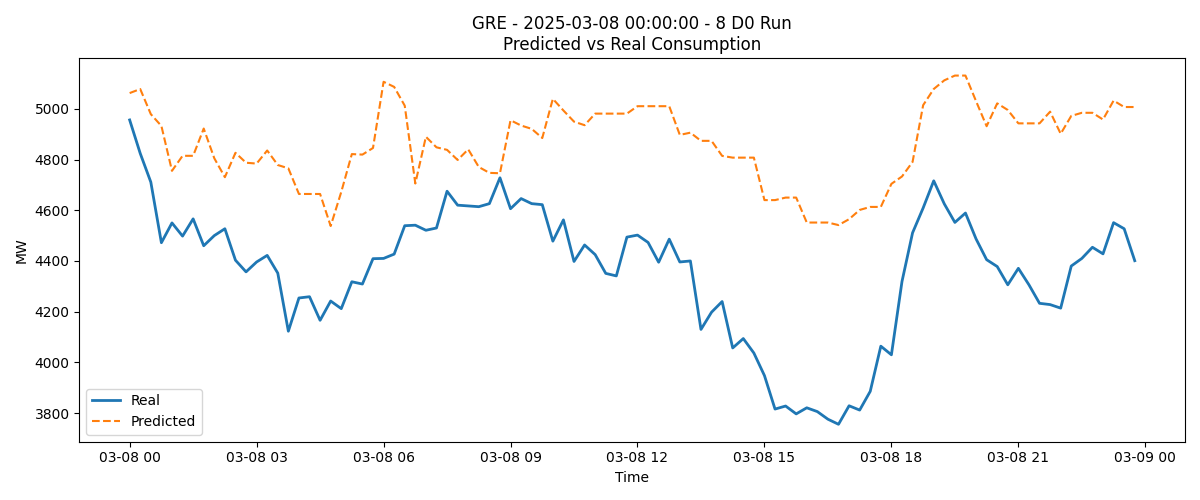 GRE - 2025-03-08 00:00:00 - 8 D0 Run
Predicted vs Real Consumption
MW
5000
4800
4600
4400
4200
4000
3800
Real
Predicted
03-08 00
03-08 03
03-08 06
03-08 09
03-08 12
03-08 15
03-08 18
03-08 21
03-09 00
Time